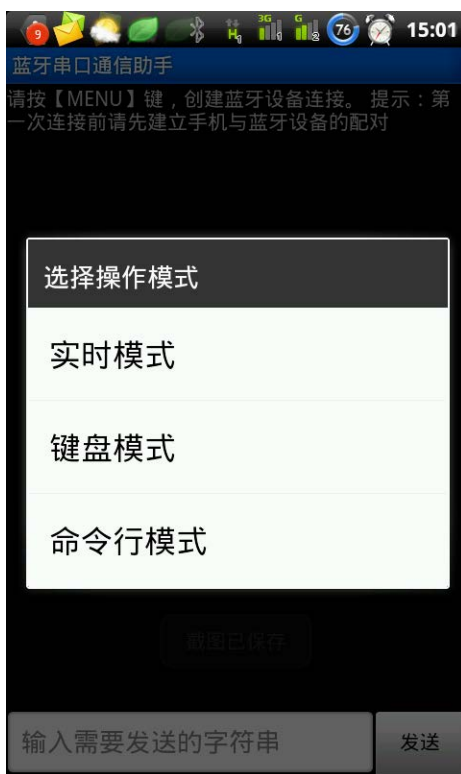 9
3G
G
H
2
76
15:01
蓝牙串口通信助手
请按【MENU】键，创建蓝牙设备连接。 提示：第
一次连接前请先建立手机与蓝牙设备的配对
选择操作模式
实时模式
键盘模式
命令行模式
截图已保存
输入需要发送的字符串
发送